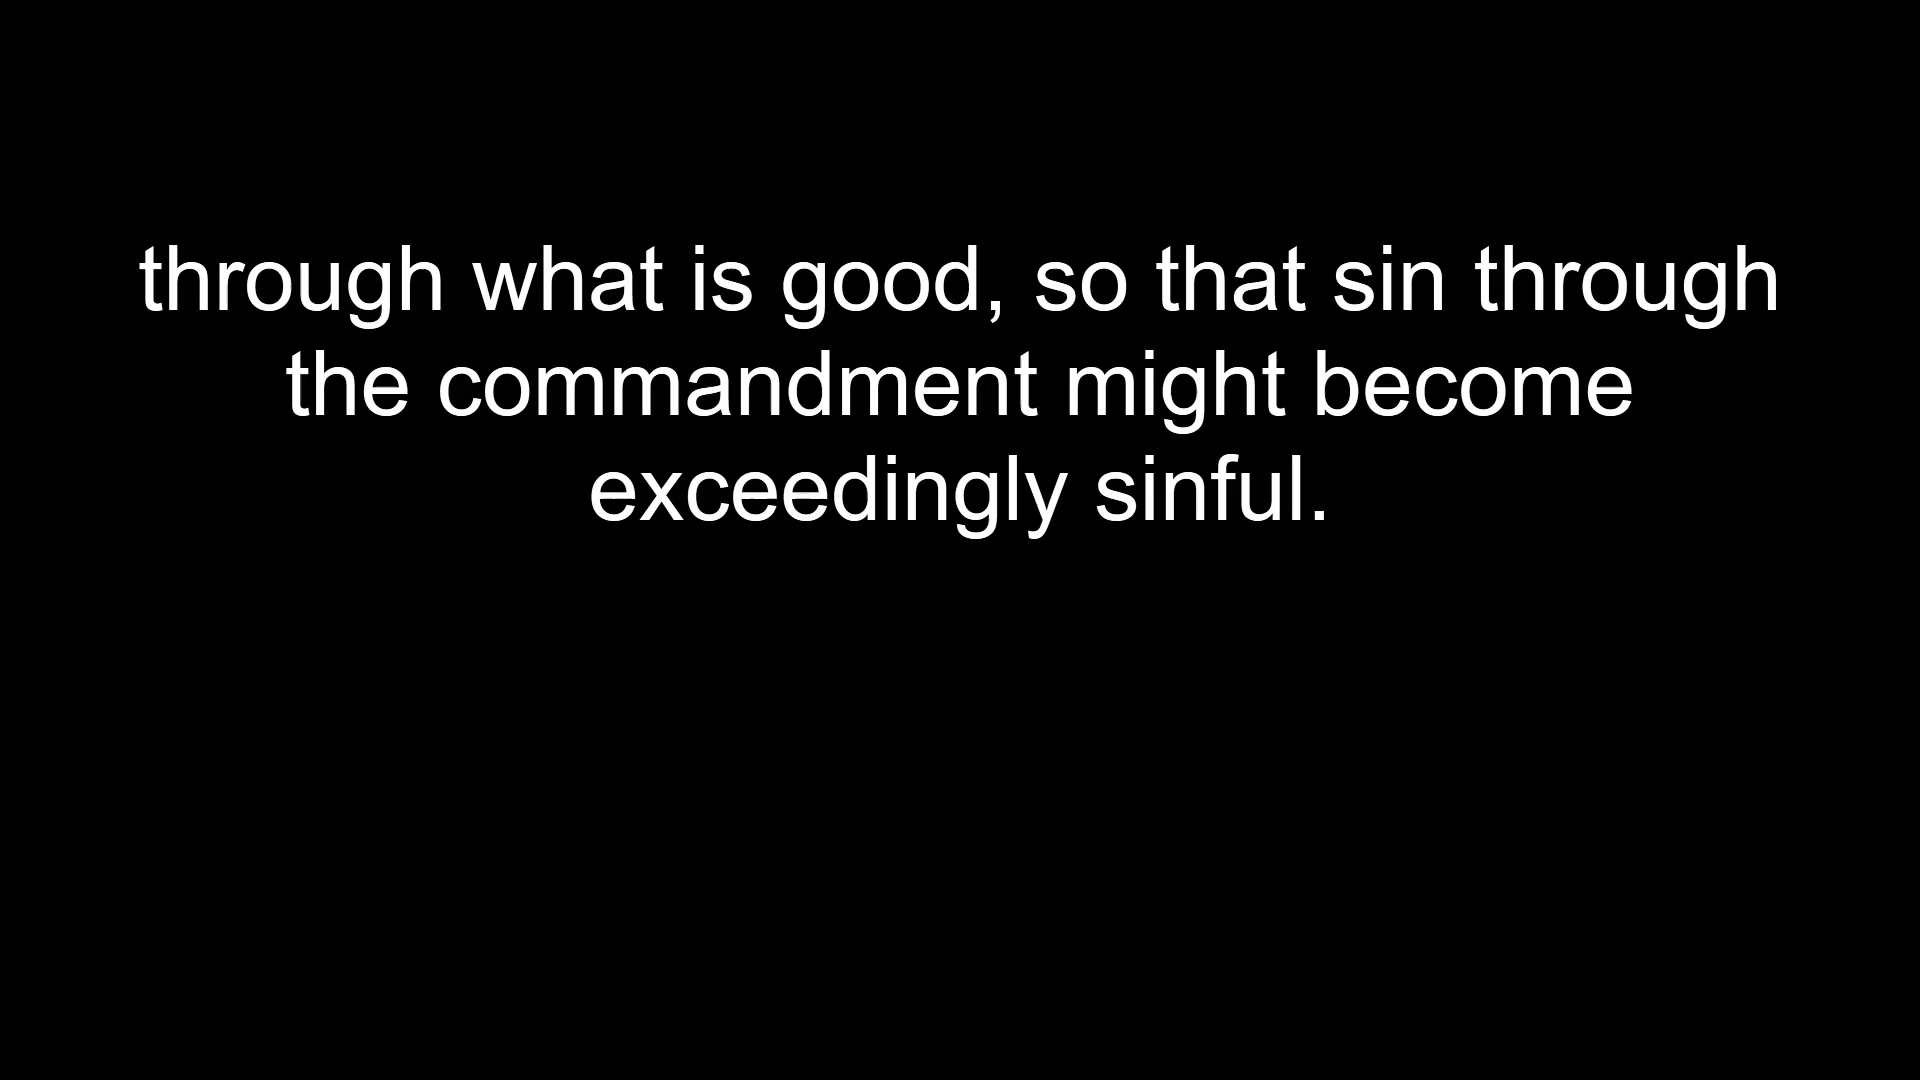 through what is good, so that sin through
the commandment might become
exceedingly sinful.